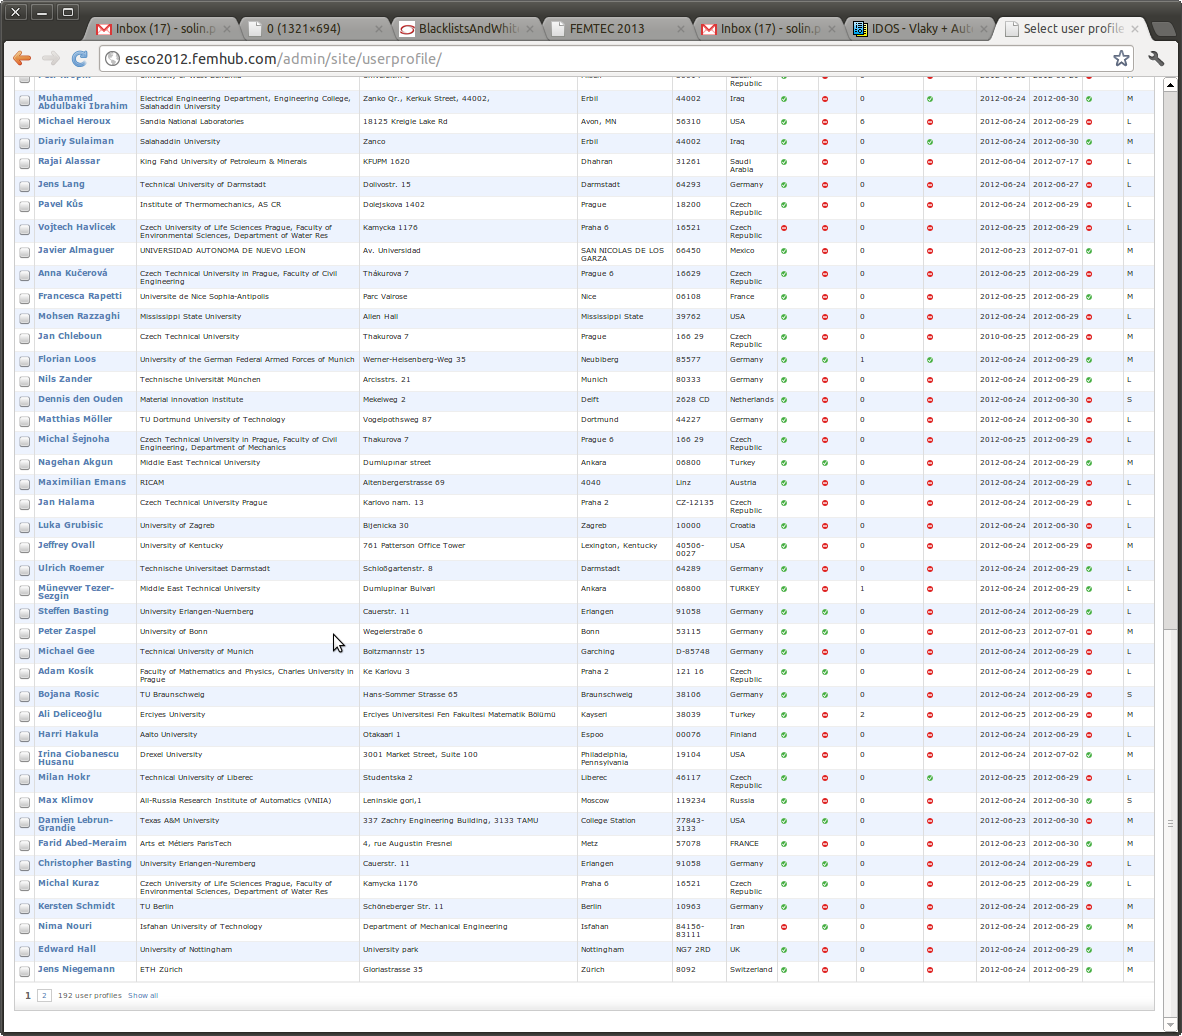 Inbox (17) - solin.p
0 (1321×694)
BlacklistsAndWhit
FEMTEC 2013
Inbox (17) - solin.p
IDOS - Vlaky + Aut
Select user profile
esco2012.femhub.com/admin/site/userprofile/
Republic
Muhammed Abdulbaki Ibrahim Electrical Engineering Department, Engineering College, Salahaddin University Zanko Qr., Kerkuk Street, 44002, Erbil 44002 Iraq 0 2012-06-24 2012-06-30 M
Michael Heroux Sandia National Laboratories 18125 Kreigle Lake Rd Avon, MN 56310 USA 6 2012-06-24 2012-06-29 L
Diariy Sulaiman Salahaddin University Zanco Erbil 44002 Iraq 0 2012-06-24 2012-06-30 M
Rajai Alassar King Fahd University of Petroleum & Minerals KFUPM 1620 Dhahran 31261 Saudi Arabia 0 2012-06-04 2012-07-17 L
Jens Lang Technical University of Darmstadt Dolivostr. 15 Darmstadt 64293 Germany 0 2012-06-24 2012-06-27 L
Pavel Kůs Institute of Thermomechanics, AS CR Dolejskova 1402 Prague 18200 Czech Republic 0 2012-06-24 2012-06-29 L
Vojtech Havlicek Czech University of Life Sciences Prague, Faculty of Environmental Sciences, Department of Water Res Kamycka 1176 Praha 6 16521 Czech Republic 0 2012-06-25 2012-06-29 L
Javier Almaguer UNIVERSIDAD AUTONOMA DE NUEVO LEON Av. Universidad SAN NICOLAS DE LOS GARZA 66450 Mexico 0 2012-06-23 2012-07-01 M
Anna Kučerová Czech Technical University in Prague, Faculty of Civil Engineering Thákurova 7 Prague 6 16629 Czech Republic 0 2012-06-25 2012-06-29 M
Francesca Rapetti Universite de Nice Sophia-Antipolis Parc Valrose Nice 06108 France 0 2012-06-25 2012-06-29 M
Mohsen Razzaghi Mississippi State University Allen Hall Mississippi State 39762 USA 0 2012-06-24 2012-06-29 L
Jan Chleboun Czech Technical University Thakurova 7 Prague 166 29 Czech Republic 0 2010-06-25 2012-06-29 M
Florian Loos University of the German Federal Armed Forces of Munich Werner-Heisenberg-Weg 35 Neubiberg 85577 Germany 1 2012-06-24 2012-06-29 M
Nils Zander Technische Universität München Arcisstrs. 21 Munich 80333 Germany 0 2012-06-24 2012-06-29 L
Dennis den Ouden Material innovation institute Mekelweg 2 Delft 2628 CD Netherlands 0 2012-06-24 2012-06-30 S
Matthias Möller TU Dortmund University of Technology Vogelpothsweg 87 Dortmund 44227 Germany 0 2012-06-24 2012-06-30 L
Michal Šejnoha Czech Technical University in Prague, Faculty of Civil Engineering, Department of Mechanics Thakurova 7 Prague 6 166 29 Czech Republic 0 2012-06-25 2012-06-29 L
Nagehan Akgun Middle East Technical University Dumlupınar street Ankara 06800 Turkey 0 2012-06-24 2012-06-29 M
Maximilian Emans RICAM Altenbergerstrasse 69 4040 Linz Austria 0 2012-06-24 2012-06-29 L
Jan Halama Czech Technical University Prague Karlovo nam. 13 Praha 2 CZ-12135 Czech Republic 0 2012-06-24 2012-06-29 L
Luka Grubisic University of Zagreb Bijenicka 30 Zagreb 10000 Croatia 0 2012-06-24 2012-06-30 L
Jeffrey Ovall University of Kentucky 761 Patterson Office Tower Lexington, Kentucky 40506-0027 USA 0 2012-06-24 2012-06-29 M
Ulrich Roemer Technische Universitaet Darmstadt Schloßgartenstr. 8 Darmstadt 64289 Germany 0 2012-06-24 2012-06-29 L
Münevver Tezer-Sezgin Middle East Technical University Dumlupinar Bulvari Ankara 06800 TURKEY 1 2012-06-24 2012-06-29 L
Steffen Basting University Erlangen-Nuernberg Cauerstr. 11 Erlangen 91058 Germany 0 2012-06-24 2012-06-29 L
Peter Zaspel University of Bonn Wegelerstraße 6 Bonn 53115 Germany 0 2012-06-23 2012-07-01 M
Michael Gee Technical University of Munich Boltzmannstr 15 Garching D-85748 Germany 0 2012-06-24 2012-06-29 L
Adam Kosík Faculty of Mathematics and Physics, Charles University in Prague Ke Karlovu 3 Praha 2 121 16 Czech Republic 0 2012-06-24 2012-06-29 L
Bojana Rosic TU Braunschweig Hans-Sommer Strasse 65 Braunschweig 38106 Germany 0 2012-06-24 2012-06-29 S
Ali Deliceoğlu Erciyes University Erciyes Universitesi Fen Fakultesi Matematik Bölümü Kayseri 38039 Turkey 2 2012-06-25 2012-06-29 M
Harri Hakula Aalto University Otakaari 1 Espoo 00076 Finland 0 2012-06-24 2012-06-29 L
Irina Ciobanescu Husanu Drexel University 3001 Market Street, Suite 100 Philadelphia, Pennsylvania 19104 USA 0 2012-06-24 2012-07-02 M
Milan Hokr Technical University of Liberec Studentska 2 Liberec 46117 Czech Republic 0 2012-06-25 2012-06-29 L
Max Klimov All-Russia Research Institute of Automatics (VNIIA) Leninskie gori,1 Moscow 119234 Russia 0 2012-06-24 2012-06-30 S
Damien Lebrun-Grandie Texas A&M University 337 Zachry Engineering Building, 3133 TAMU College Station 77843-3133 USA 0 2012-06-23 2012-06-30 M
Farid Abed-Meraim Arts et Métiers ParisTech 4, rue Augustin Fresnel Metz 57078 FRANCE 0 2012-06-23 2012-06-30 M
Christopher Basting University Erlangen-Nuremberg Cauerstr. 11 Erlangen 91058 Germany 0 2012-06-24 2012-06-29 L
Michal Kuraz Czech University of Life Sciences Prague, Faculty of Environmental Sciences, Department of Water Res Kamycka 1176 Praha 6 16521 Czech Republic 0 2012-06-25 2012-06-29 L
Kersten Schmidt TU Berlin Schöneberger Str. 11 Berlin 10963 Germany 0 2012-06-24 2012-06-29 M
Nima Nouri Isfahan University of Technology Department of Mechanical Engineering Isfahan 84156-83111 Iran 0 2012-06-24 2012-06-29 M
Edward Hall University of Nottingham University park Nottingham NG7 2RD UK 0 2012-06-24 2012-06-29 M
Jens Niegemann ETH Zürich Gloriastrasse 35 Zürich 8092 Switzerland 0 2012-06-24 2012-06-29 M
1 2 192 user profiles Show all